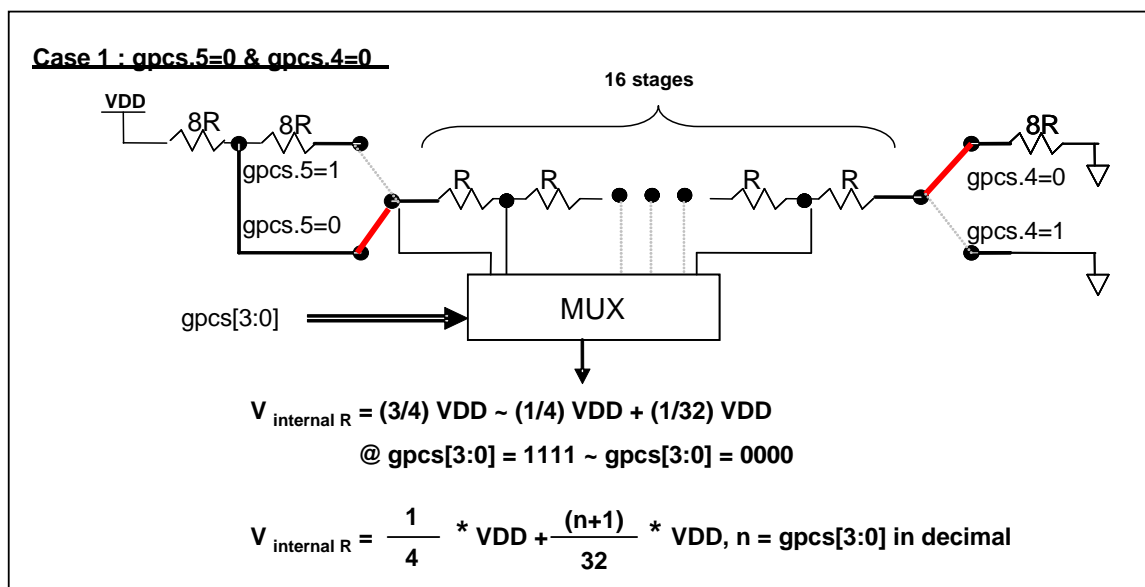 Case 1 : gpcs.5=0 & gpcs.4=0
16 stages
VDD
8R 8R 8R
gpcs.5=1
R R R R
gpcs.4=0
gpcs.5=0
gpcs.4=1
gpcs[3:0]
MUX
V internal R = (3/4) VDD ~ (1/4) VDD + (1/32) VDD
@ gpcs[3:0] = 1111 ~ gpcs[3:0] = 0000
V internal R = 1/4 * VDD + (n+1)/32 * VDD, n = gpcs[3:0] in decimal